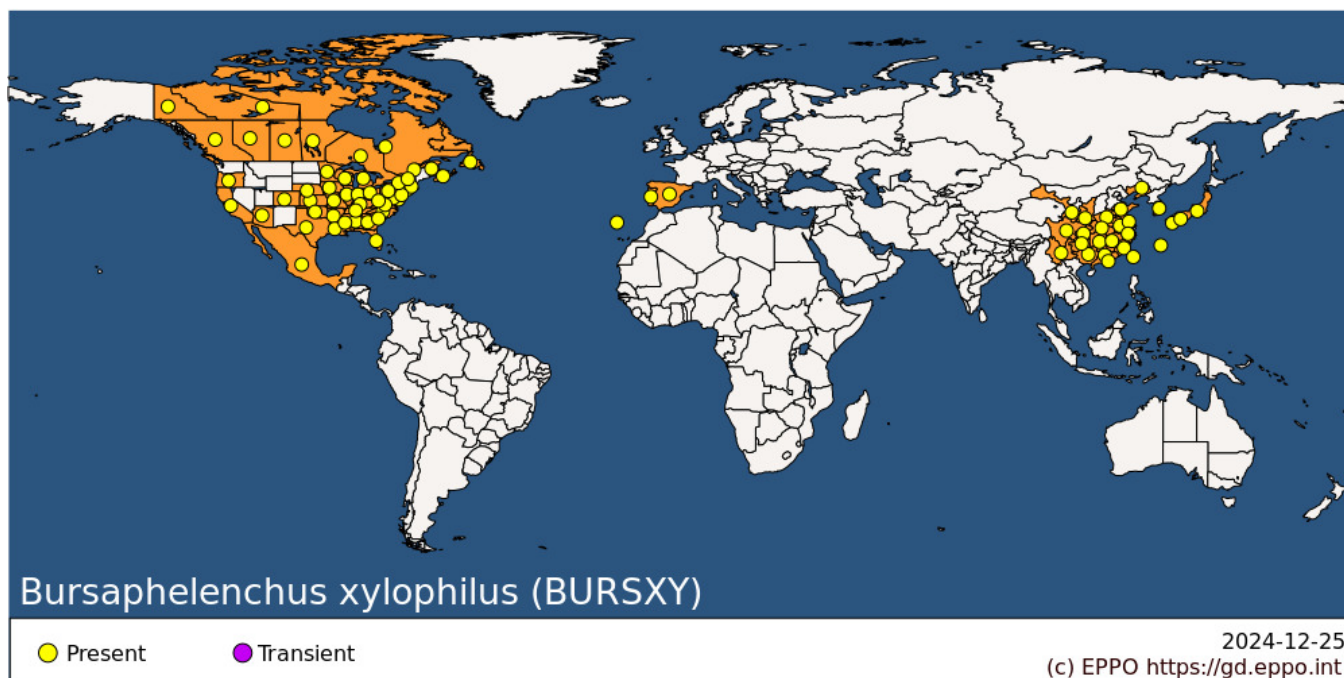 Bursaphelenchus xylophilus (BURSXY)
Present
Transient
2024-12-25
(c) EPPO https://gd.eppo.int